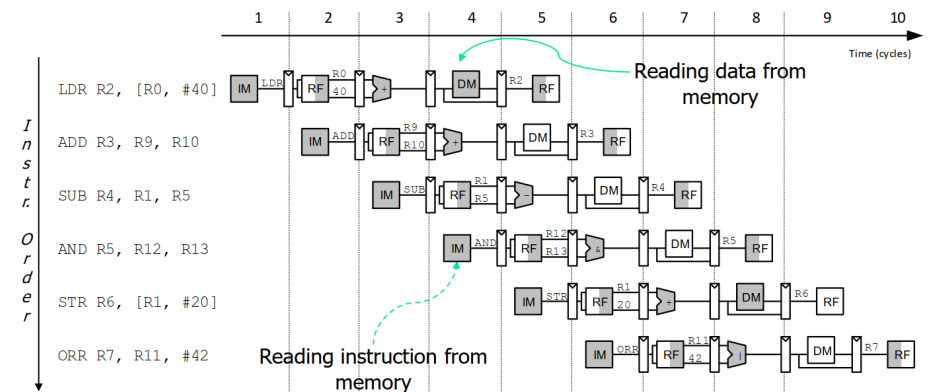 1 2 3 4 5 6 7 8 9 10
Time (cycles)
Reading data from
memory
Instr. Order
LDR R2, [R0, #40] IM LDR RF R0 40 + DM R2 RF
ADD R3, R9, R10 IM ADD RF R9 R10 + DM R3 RF
SUB R4, R1, R5 IM SUB RF R1 R5 - DM R4 RF
AND R5, R12, R13 IM AND RF R12 R13 & DM R5 RF
STR R6, [R1, #20] IM STR RF R1 20 + DM R6 RF
ORR R7, R11, #42 IM ORR RF R11 42 | DM R7 RF
Reading instruction from
memory